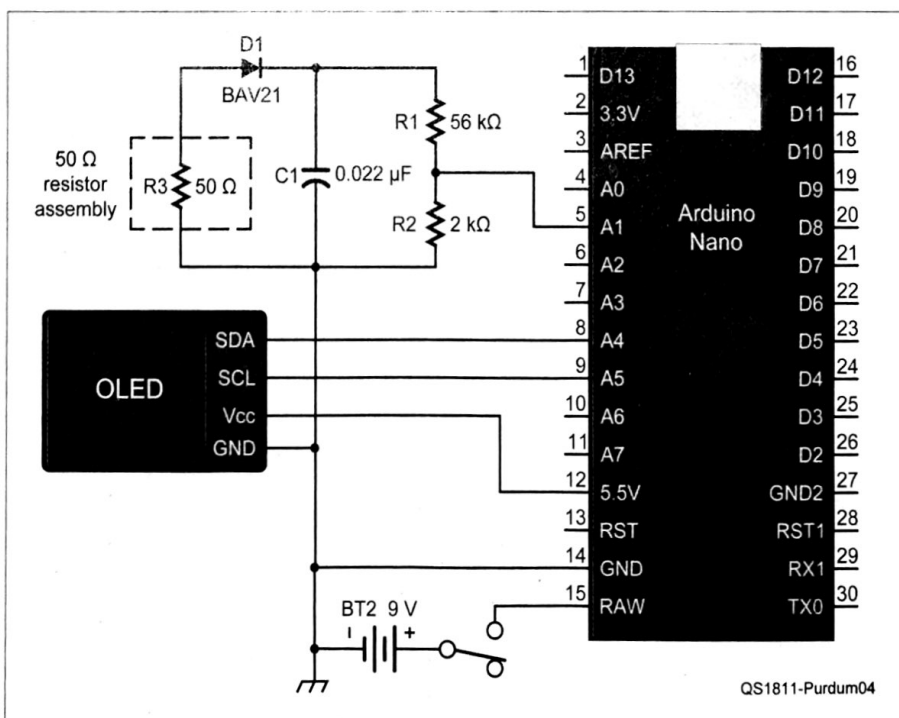 D1
BAV21
50 Ω
resistor
assembly
R3
50 Ω
C1
0.022 µF
R1
56 kΩ
R2
2 kΩ
OLED
SDA
SCL
Vcc
GND
Arduino
Nano
1 D13
2 3.3V
3 AREF
4 A0
5 A1
6 A2
7 A3
8 A4
9 A5
10 A6
11 A7
12 5.5V
13 RST
14 GND
15 RAW
D12 16
D11 17
D10 18
D9 19
D8 20
D7 21
D6 22
D5 23
D4 24
D3 25
D2 26
GND2 27
RST1 28
RX1 29
TX0 30
BT2 9 V
- +
QS1811-Purdum04